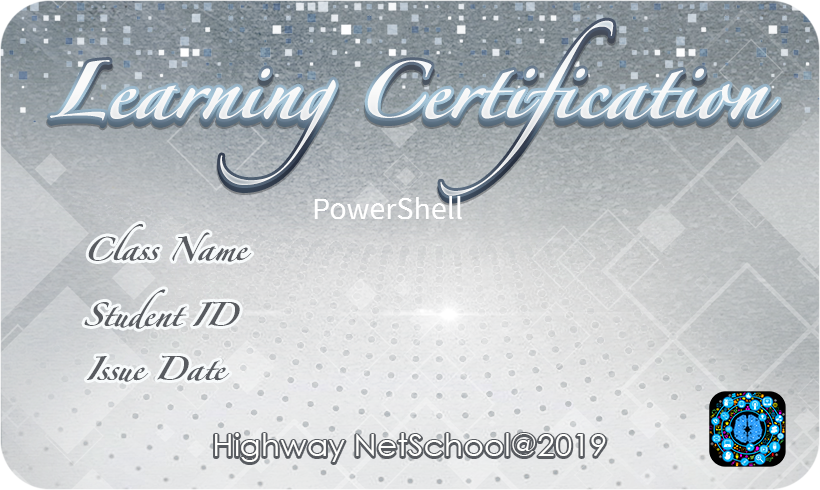 Learning Certification
PowerShell
Class Name
Student ID
Issue Date
Highway NetSchool@2019